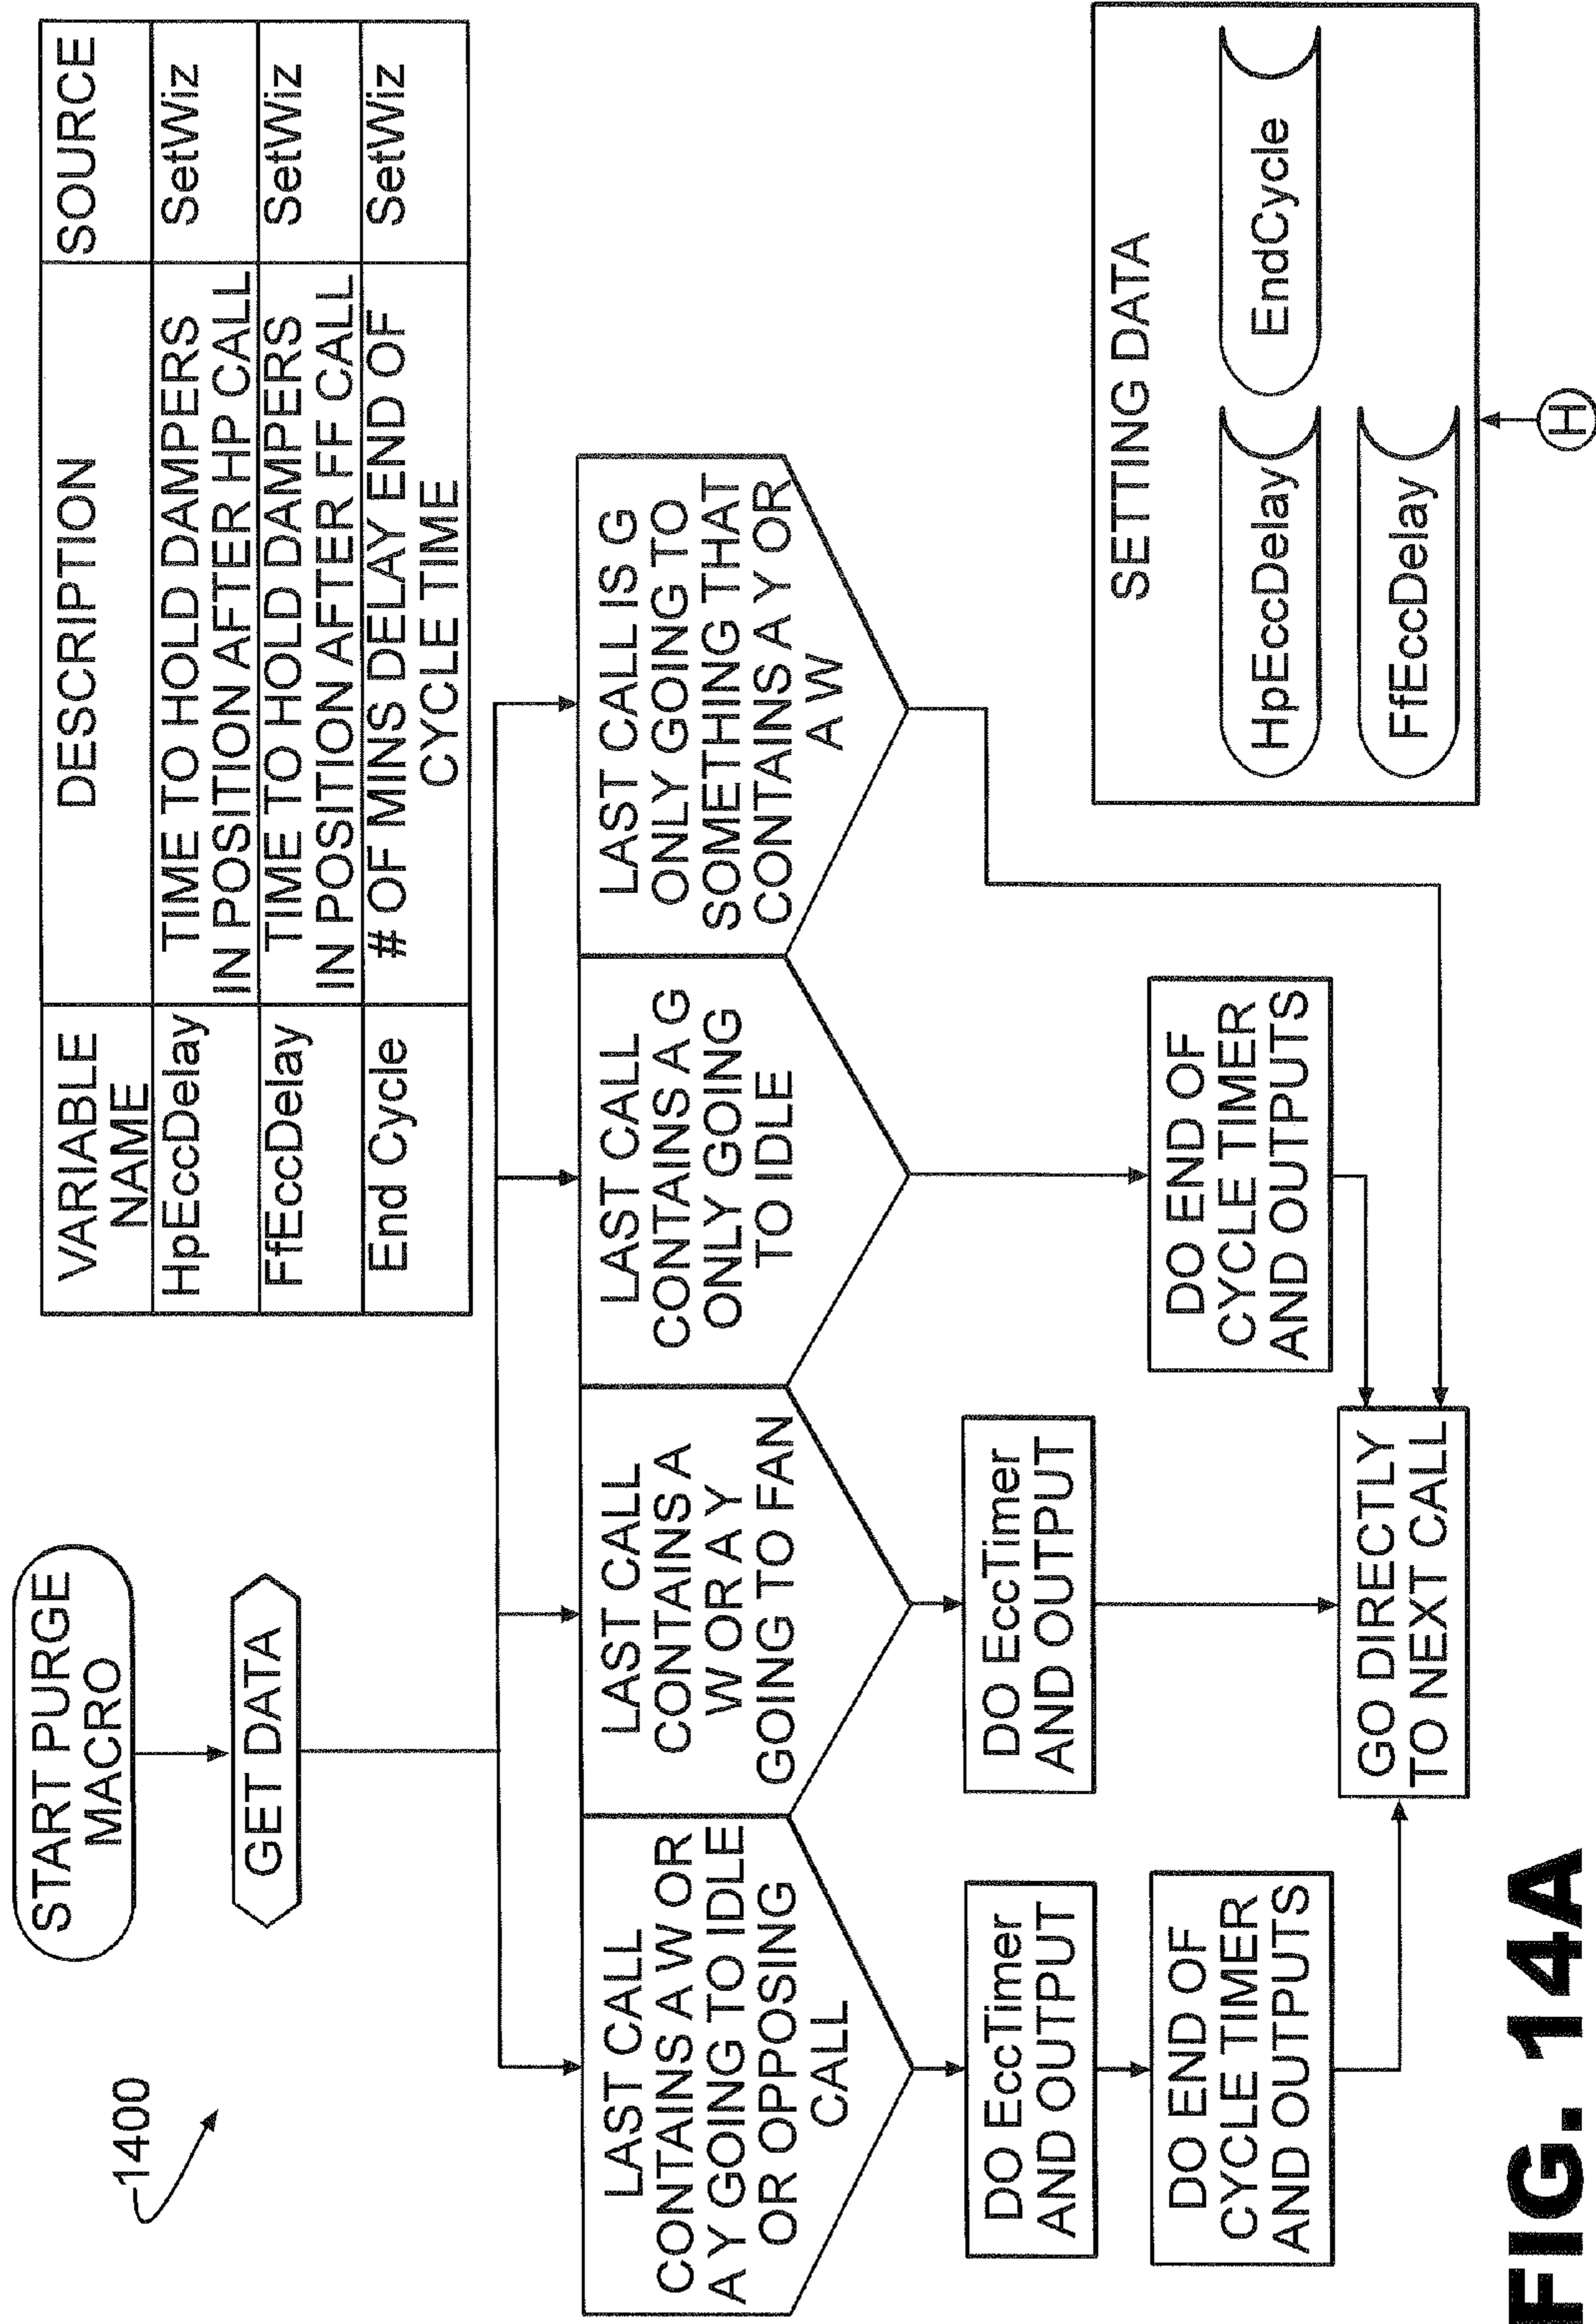 1400
START PURGE
MACRO
GET DATA
VARIABLE
NAME
DESCRIPTION
SOURCE
HpEccDelay
TIME TO HOLD DAMPERS
IN POSITION AFTER HP CALL
SetWiz
FfEccDelay
TIME TO HOLD DAMPERS
IN POSITION AFTER FF CALL
SetWiz
End Cycle
# OF MINS DELAY END OF
CYCLE TIME
SetWiz
LAST CALL
CONTAINS A W OR
A Y GOING TO IDLE
OR OPPOSING
CALL
LAST CALL
CONTAINS A
W OR A Y
GOING TO FAN
LAST CALL
CONTAINS A G
ONLY GOING
TO IDLE
LAST CALL IS G
ONLY GOING TO
SOMETHING THAT
CONTAINS A Y OR
A W
DO EccTimer
AND OUTPUT
DO EccTimer
AND OUTPUT
DO END OF
CYCLE TIMER
AND OUTPUTS
DO END OF
CYCLE TIMER
AND OUTPUTS
GO DIRECTLY
TO NEXT CALL
SETTING DATA
HpEccDelay
EndCycle
FfEccDelay
H
FIG. 14A